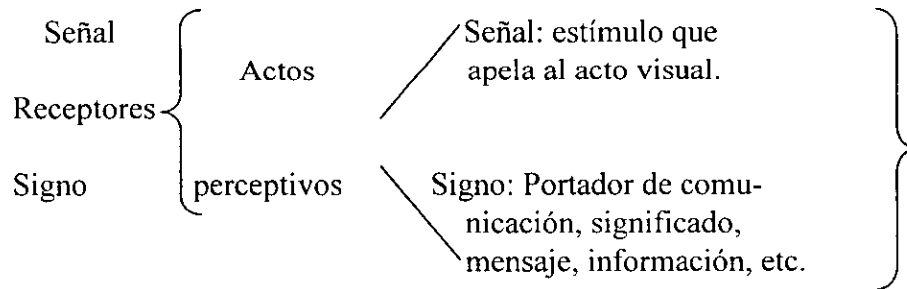 Señal
Receptores
Signo
Actos
perceptivos
Señal: estímulo que
apela al acto visual.
Signo: Portador de comu-
nicación, significado,
mensaje, información, etc.